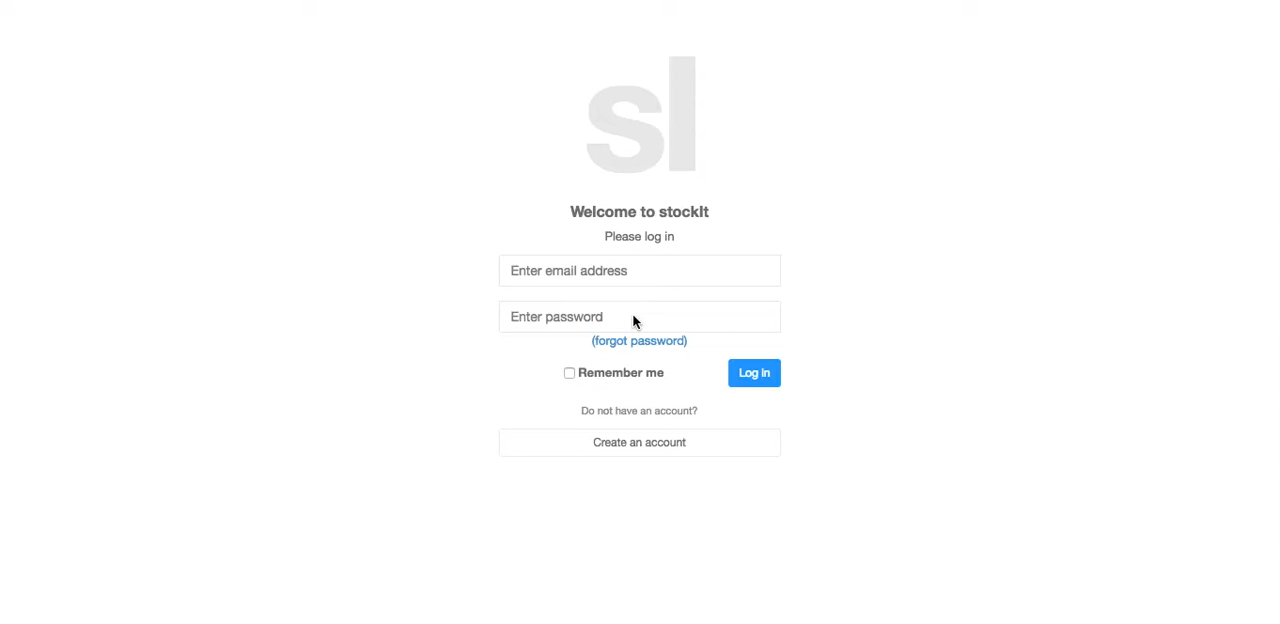 sI
Welcome to stockIt
Please log in
Enter email address
Enter password
(forgot password)
Remember me
Log in
Do not have an account?
Create an account